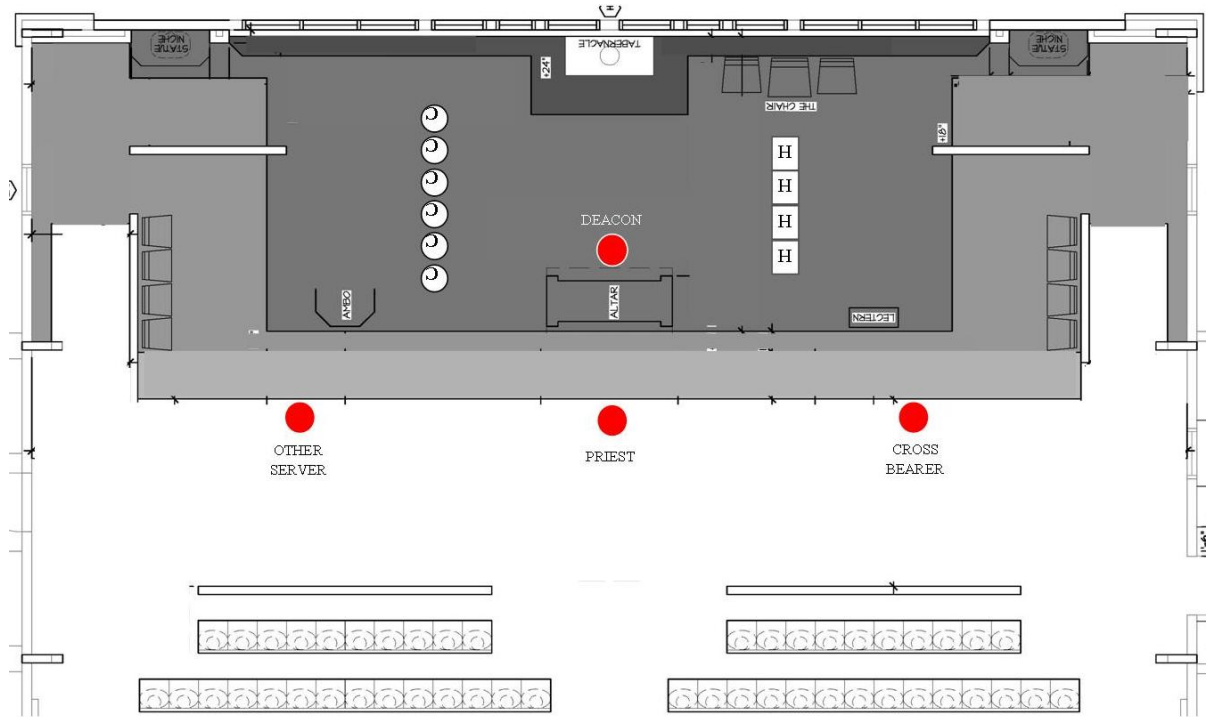 H
STATUE
NICHE
TABERNACLE
STATUE
NICHE
+24"
THE CHAIR
+18"
C
C
C
C
C
C
H
H
H
H
DEACON
AMBO
ALTAR
LECTERN
OTHER
SERVER
PRIEST
CROSS
BEARER